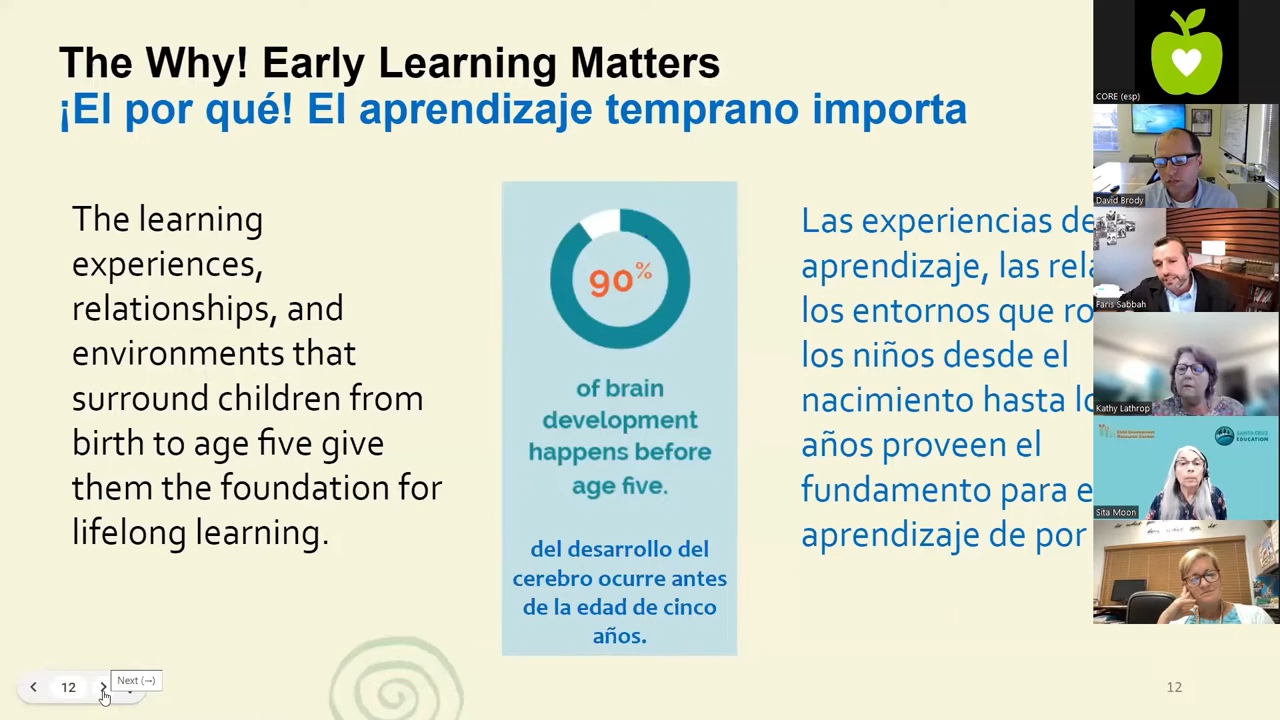 The Why! Early Learning Matters
¡El por qué! El aprendizaje temprano importa
The learning
experiences,
relationships, and
environments that
surround children from
birth to age five give
them the foundation for
lifelong learning.
90%
of brain
development
happens before
age five.
del desarrollo del
cerebro ocurre antes
de la edad de cinco
años.
Las experiencias de
aprendizaje, las
los entornos que
los niños desde el
nacimiento hasta
años proveen el
fundamento para
aprendizaje de por
CORE (esp)
David Brody
Faris Sabbah
Kathy Lathrop
Child Development
Resource Center
SANTA CRUZ
EDUCATION
Sita Moon
12
Next (→)
12